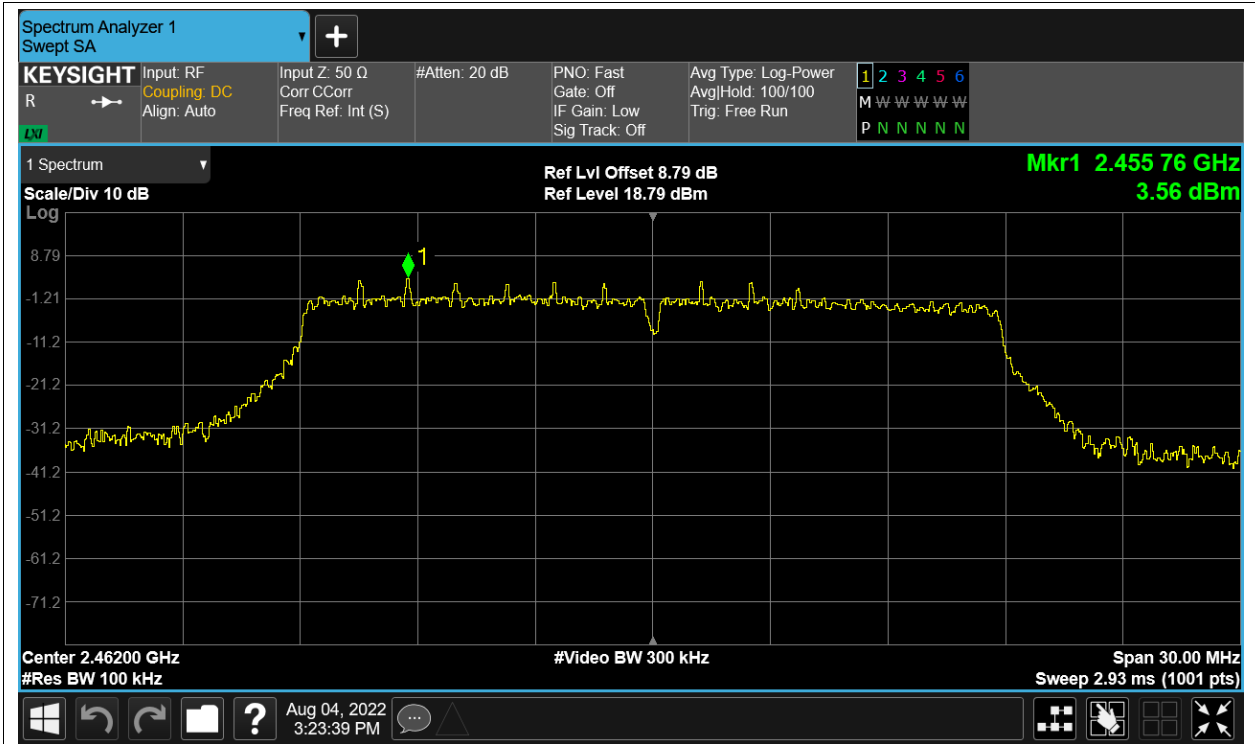 Spectrum Analyzer 1
Swept SA
KEYSIGHT
R
LXI
Input: RF
Coupling: DC
Align: Auto
Input Z: 50 Ω
Corr CCorr
Freq Ref: Int (S)
#Atten: 20 dB
PNO: Fast
Gate: Off
IF Gain: Low
Sig Track: Off
Avg Type: Log-Power
Avg|Hold: 100/100
Trig: Free Run
1 2 3 4 5 6
M W W W W W
P N N N N N
1 Spectrum
Scale/Div 10 dB
Ref Lvl Offset 8.79 dB
Ref Level 18.79 dBm
Mkr1 2.455 76 GHz
3.56 dBm
Log
8.79
-1.21
-11.2
-21.2
-31.2
-41.2
-51.2
-61.2
-71.2
1
Center 2.46200 GHz
#Video BW 300 kHz
Span 30.00 MHz
#Res BW 100 kHz
Sweep 2.93 ms (1001 pts)
?
Aug 04, 2022
3:23:39 PM